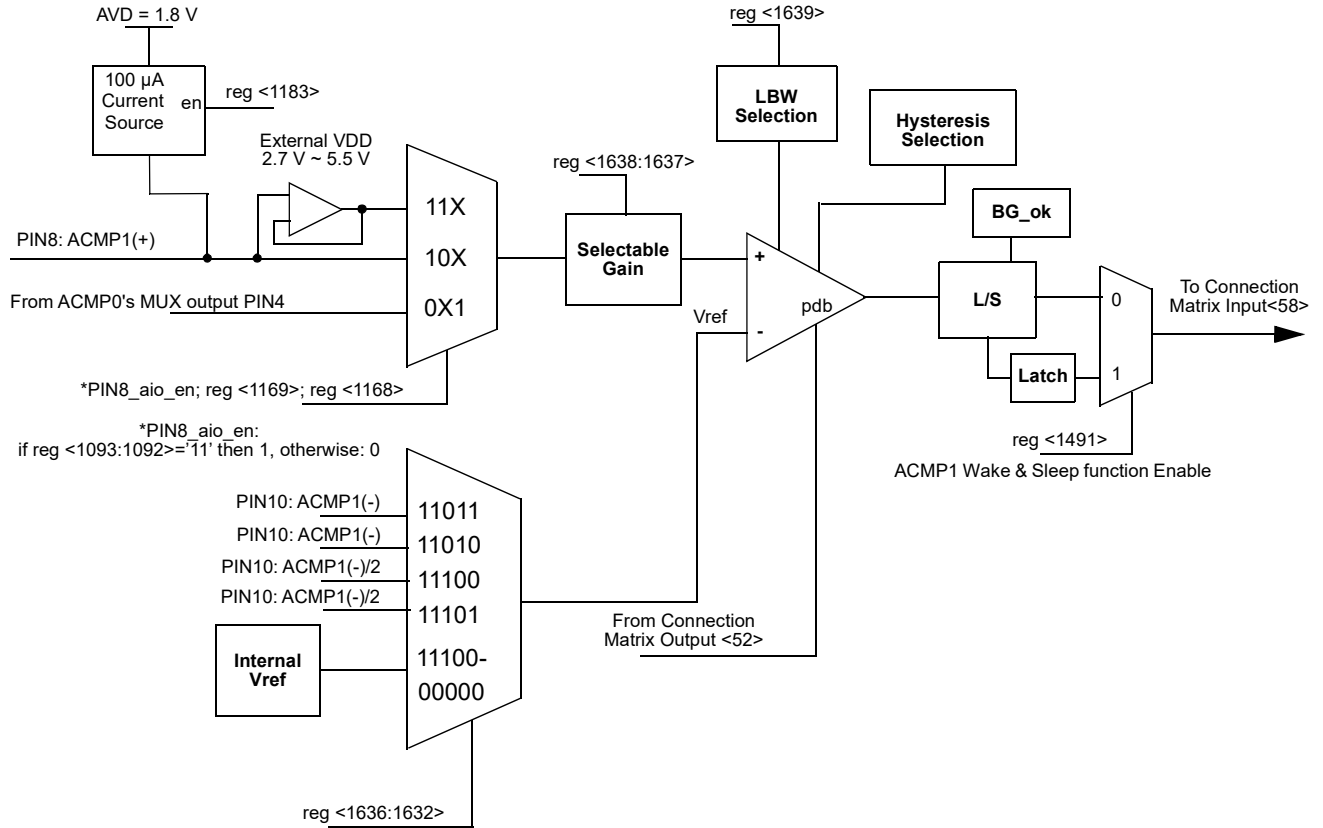 AVD = 1.8 V
100 µA
Current
Source
en
reg <1183>
External VDD
2.7 V ~ 5.5 V
PIN8: ACMP1(+)
From ACMP0's MUX output PIN4
11X
10X
0X1
*PIN8_aio_en; reg <1169>; reg <1168>
*PIN8_aio_en:
if reg <1093:1092>='11' then 1, otherwise: 0
reg <1638:1637>
Selectable
Gain
reg <1639>
LBW
Selection
Hysteresis
Selection
Vref
+
-
pdb
BG_ok
L/S
Latch
0
1
To Connection
Matrix Input<58>
reg <1491>
ACMP1 Wake & Sleep function Enable
PIN10: ACMP1(-)
PIN10: ACMP1(-)
PIN10: ACMP1(-)/2
PIN10: ACMP1(-)/2
11011
11010
11100
11101
11100-
00000
Internal
Vref
From Connection
Matrix Output <52>
reg <1636:1632>